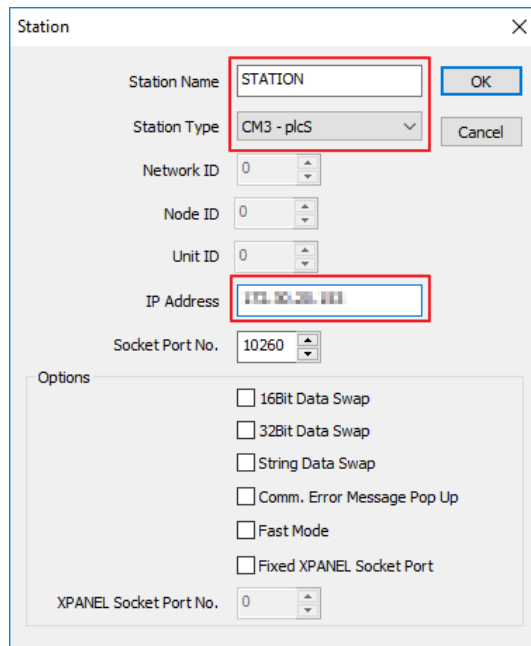 Station
Station Name STATION
OK
Station Type CM3 - plcS
Cancel
Network ID 0
Node ID 0
Unit ID 0
IP Address
Socket Port No. 10260
Options
16Bit Data Swap
32Bit Data Swap
String Data Swap
Comm. Error Message Pop Up
Fast Mode
Fixed XPANEL Socket Port
XPANEL Socket Port No. 0